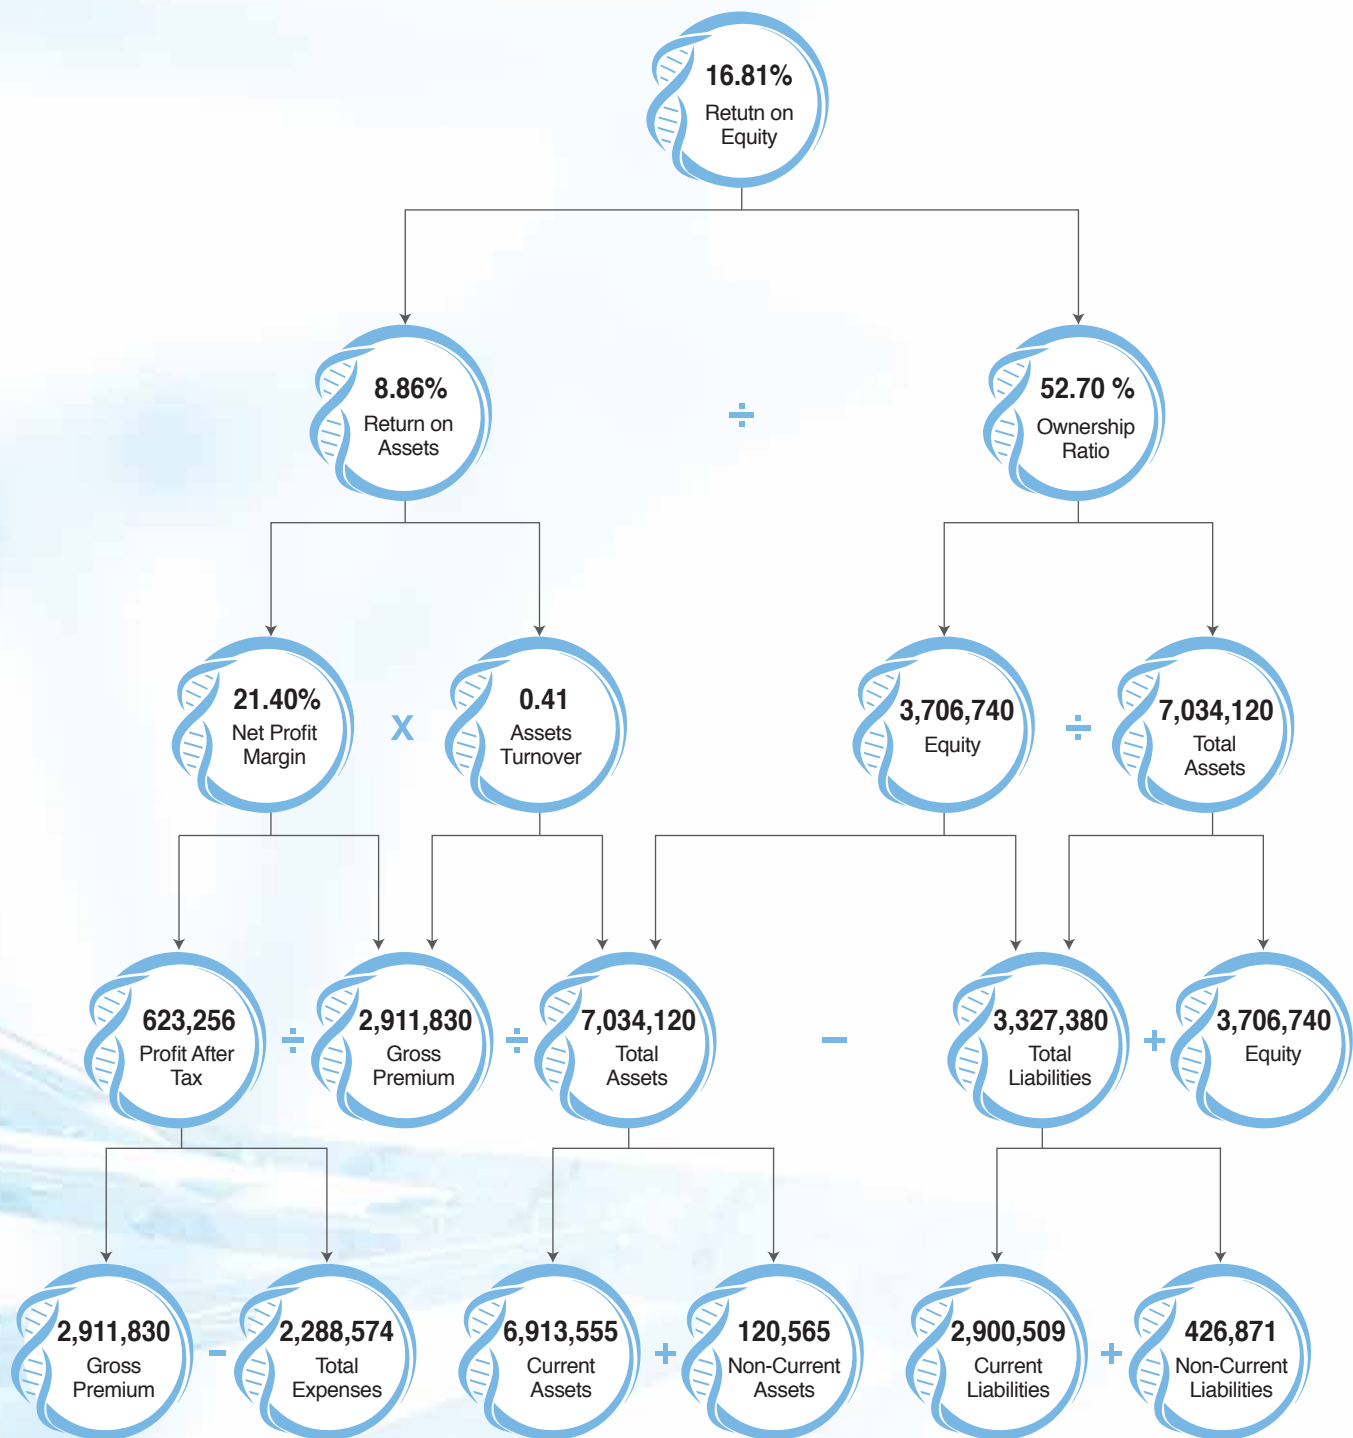 16.81%
Retutn on
Equity
8.86%
Return on
Assets
÷
52.70 %
Ownership
Ratio
21.40%
Net Profit
Margin
X
0.41
Assets
Turnover
3,706,740
Equity
÷
7,034,120
Total
Assets
623,256
Profit After
Tax
÷
2,911,830
Gross
Premium
÷
7,034,120
Total
Assets
–
3,327,380
Total
Liabilities
+
3,706,740
Equity
2,911,830
Gross
Premium
-
2,288,574
Total
Expenses
6,913,555
Current
Assets
+
120,565
Non-Current
Assets
2,900,509
Current
Liabilities
+
426,871
Non-Current
Liabilities